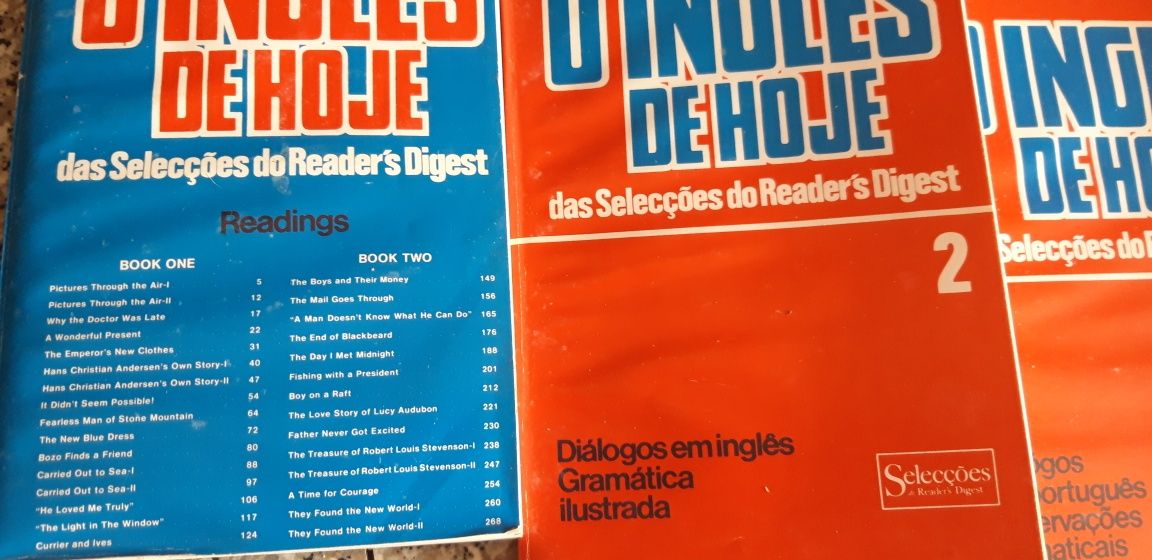 O INGLÊS
DE HOJE
das Selecções do Reader's Digest
Readings
BOOK ONE
Pictures Through the Air-I 5
Pictures Through the Air-II 12
Why the Doctor Was Late 17
A Wonderful Present 22
The Emperor's New Clothes 31
Hans Christian Andersen's Own Story-I 40
Hans Christian Andersen's Own Story-II 47
It Didn't Seem Possible! 54
Fearless Man of Stone Mountain 64
The New Blue Dress 72
Bozo Finds a Friend 80
Carried Out to Sea-I 88
Carried Out to Sea-II 97
"He Loved Me Truly" 106
"The Light in The Window" 117
Currier and Ives 124
BOOK TWO
The Boys and Their Money 149
The Mail Goes Through 156
"A Man Doesn't Know What He Can Do" 165
The End of Blackbeard 176
The Day I Met Midnight 188
Fishing with a President 201
Boy on a Raft 212
The Love Story of Lucy Audubon 221
Father Never Got Excited 230
The Treasure of Robert Louis Stevenson-I 238
The Treasure of Robert Louis Stevenson-II 247
A Time for Courage 254
They Found the New World-I 260
They Found the New World-II 268
O INGLÊS
DE HOJE
das Selecções do Reader's Digest
2
Diálogos em inglês
Gramática
ilustrada
Selecções
do Reader's Digest
O ING
DE HO
Selecções do
ogos
português
ervações
aticais